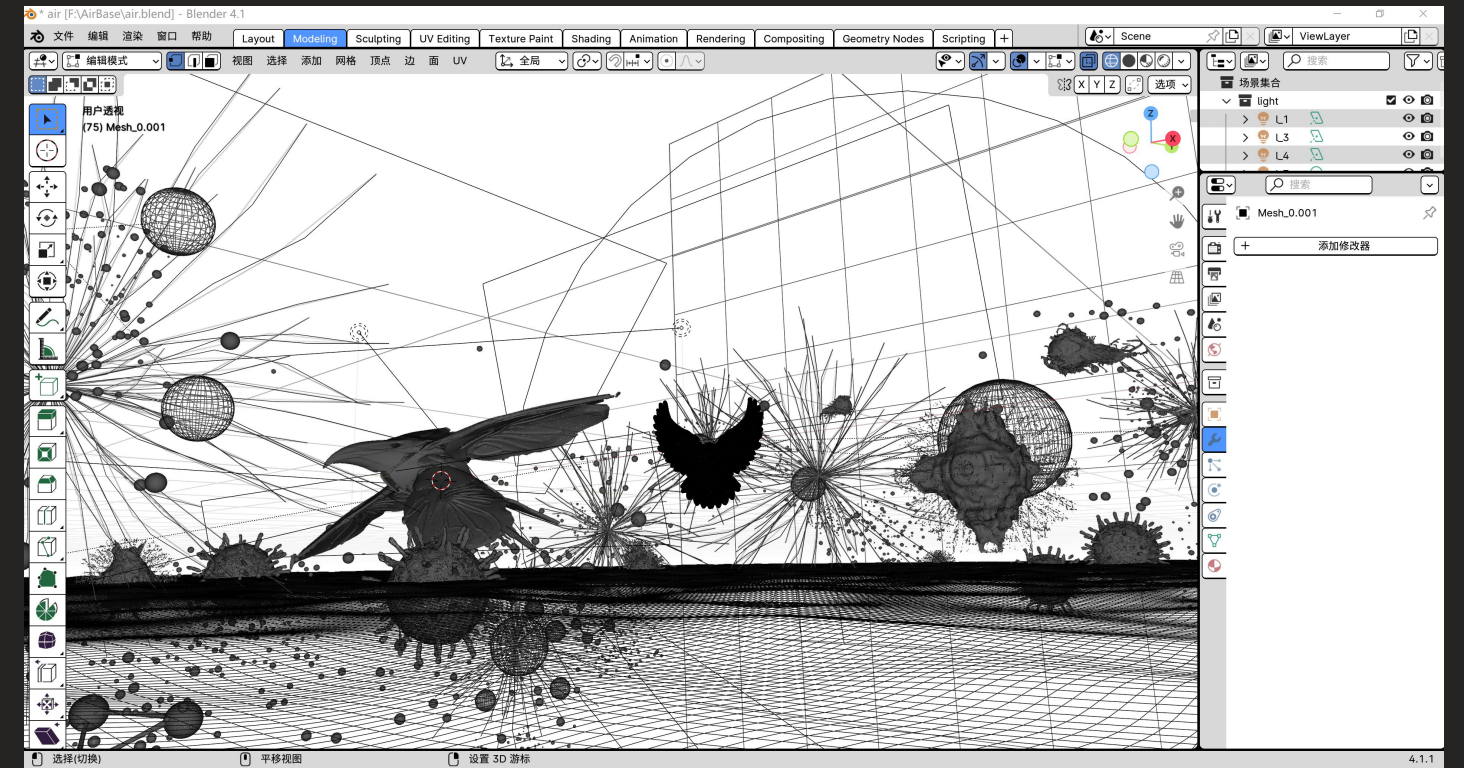 * air [F:\AirBase\air.blend] - Blender 4.1
文件 编辑 渲染 窗口 帮助 Layout Modeling Sculpting UV Editing Texture Paint Shading Animation Rendering Compositing Geometry Nodes Scripting + Scene ViewLayer
编辑模式 视图 选择 添加 网格 顶点 边 面 UV 全局 搜索
X Y Z 选项
场景集合
light
L_1
L_3
L_4
用户透视
(75) Mesh_0.001
Z
X
Y
搜索
Mesh_0.001
+ 添加修改器
选择(切换) 平移视图 设置 3D 游标 4.1.1